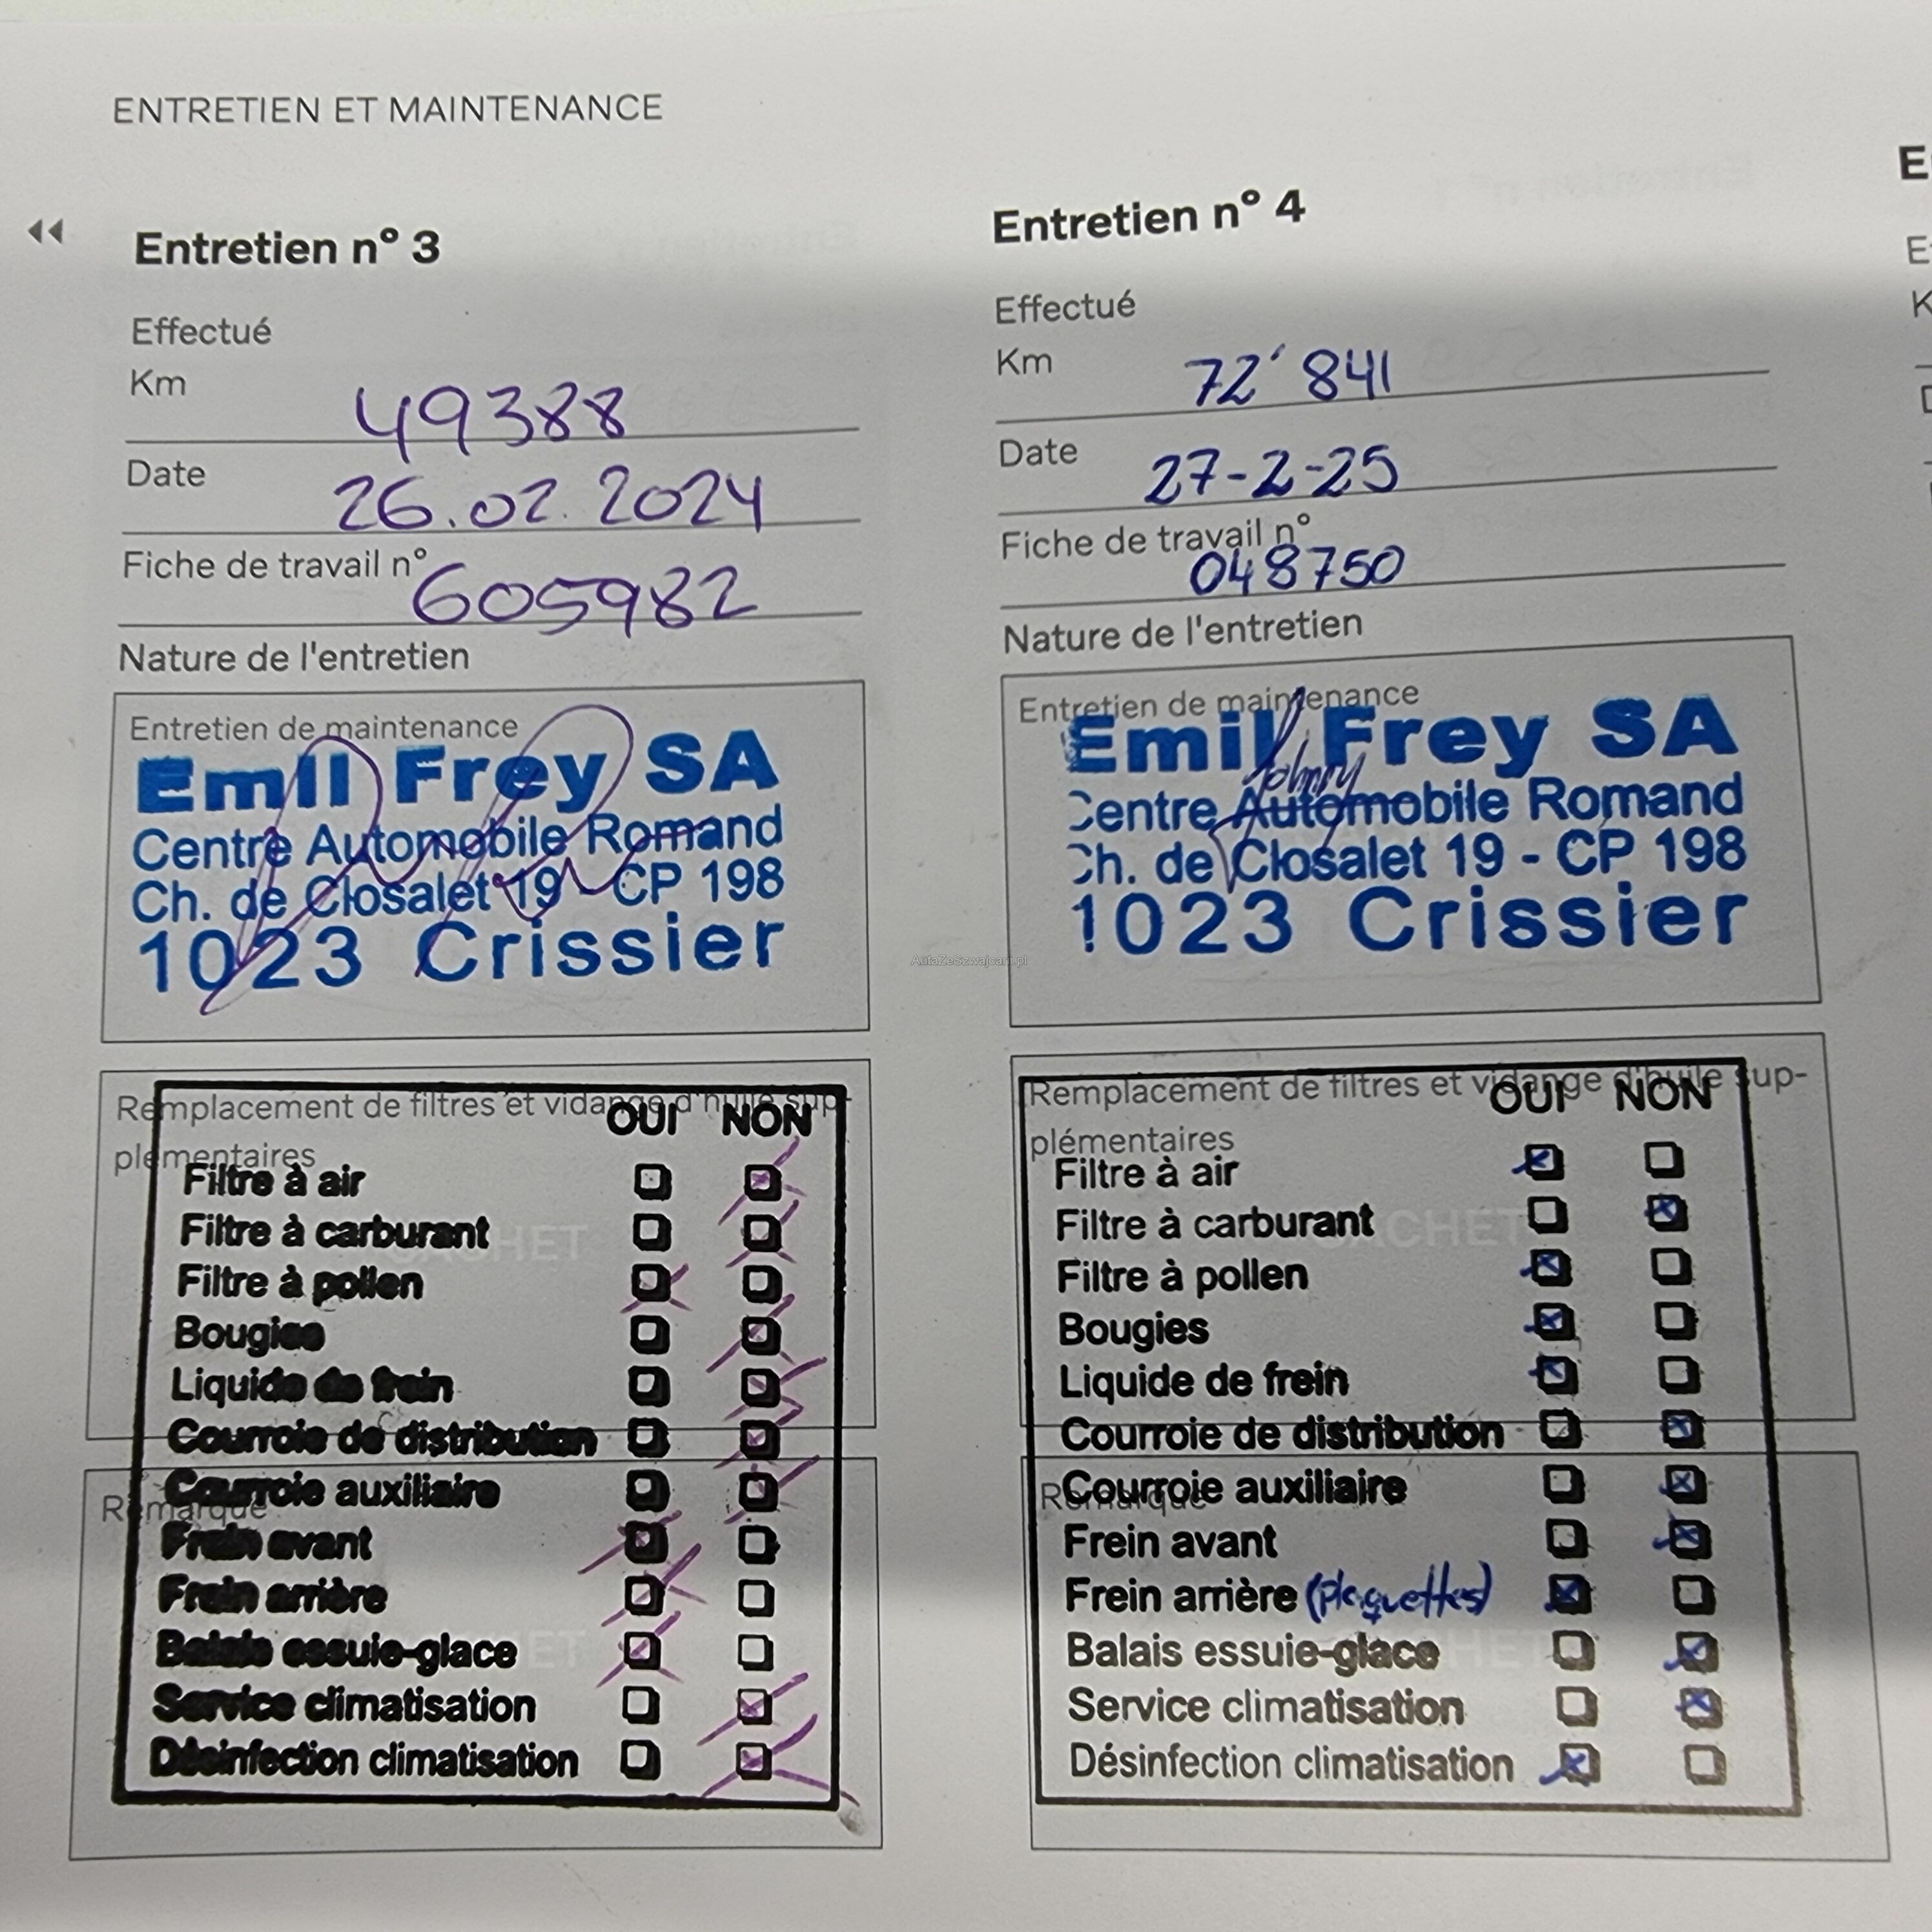 ENTRETIEN ET MAINTENANCE
Entretien n° 3
Effectué
Km
49388
Date
26.02.2024
Fiche de travail n°
605982
Nature de l'entretien
Entretien de maintenance
Emil Frey SA
Centre Automobile Romand
Ch. de Closalet 19 - CP 198
1023 Crissier
Remplacement de filtres et vidange d'huile sup-
plémentaires
OUI NON
Filtre à air
Filtre à carburant
Filtre à pollen
Bougies
Liquide de frein
Courroie de distribution
Courroie auxiliaire
Remarque
Frein avant
Frein arrière
Balais essuie-glace
Service climatisation
Désinfection climatisation
Entretien n° 4
Effectué
Km
72'841
Date
27-2-25
Fiche de travail n°
048750
Nature de l'entretien
Entretien de maintenance
Emil Frey SA
Centre Automobile Romand
Ch. de Closalet 19 - CP 198
1023 Crissier
Remplacement de filtres et vidange d'huile sup-
plémentaires
OUI NON
Filtre à air
Filtre à carburant
CACHET
Filtre à pollen
Bougies
Liquide de frein
Courroie de distribution
Courroie auxiliaire
Remarque
Frein avant
Frein arrière (plaquettes)
Balais essuie-glace
Service climatisation
Désinfection climatisation
AutaZeSzwajcarii.pl